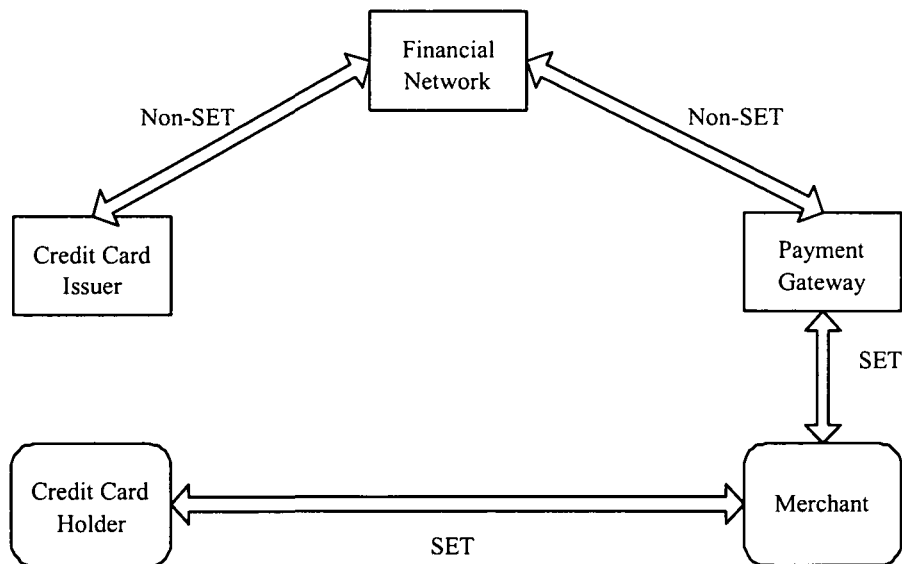 Financial
Network
Non-SET
Non-SET
Credit Card
Issuer
Payment
Gateway
SET
Credit Card
Holder
Merchant
SET